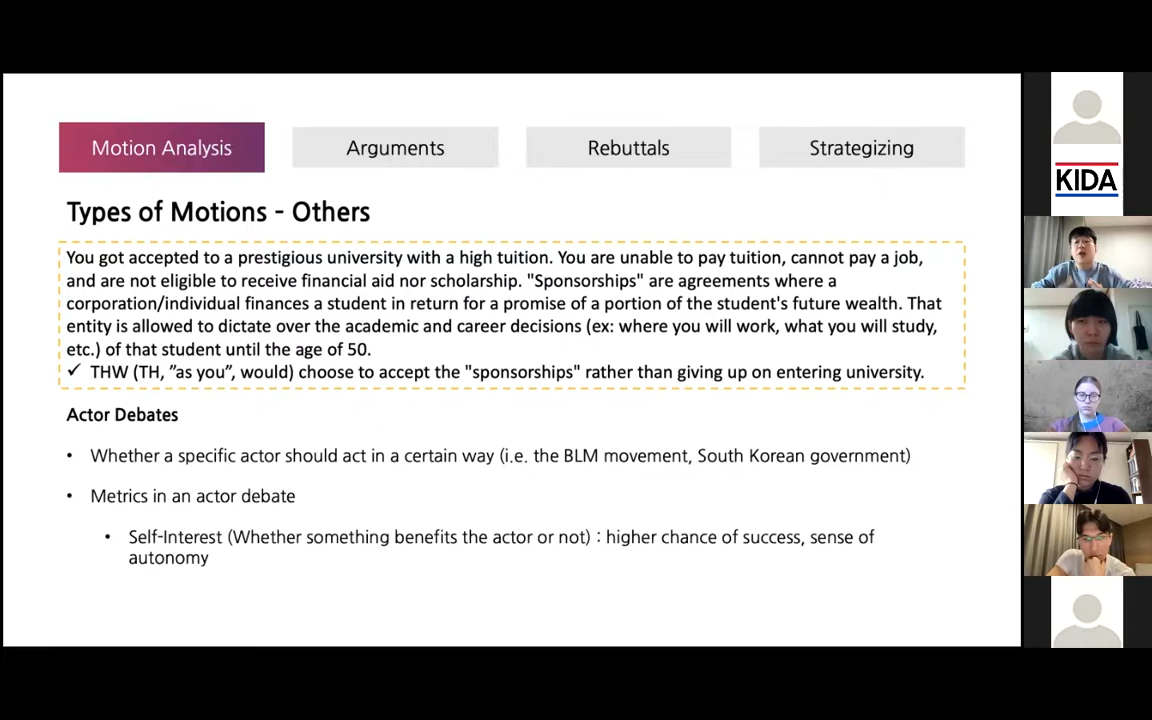 Motion Analysis
Arguments
Rebuttals
Strategizing
Types of Motions - Others
You got accepted to a prestigious university with a high tuition. You are unable to pay tuition, cannot pay a job,
and are not eligible to receive financial aid nor scholarship. "Sponsorships" are agreements where a
corporation/individual finances a student in return for a promise of a portion of the student's future wealth. That
entity is allowed to dictate over the academic and career decisions (ex: where you will work, what you will study,
etc.) of that student until the age of 50.
✓ THW (TH, ”as you”, would) choose to accept the "sponsorships" rather than giving up on entering university.
Actor Debates
• Whether a specific actor should act in a certain way (i.e. the BLM movement, South Korean government)
• Metrics in an actor debate
• Self-Interest (Whether something benefits the actor or not) : higher chance of success, sense of
autonomy
KIDA